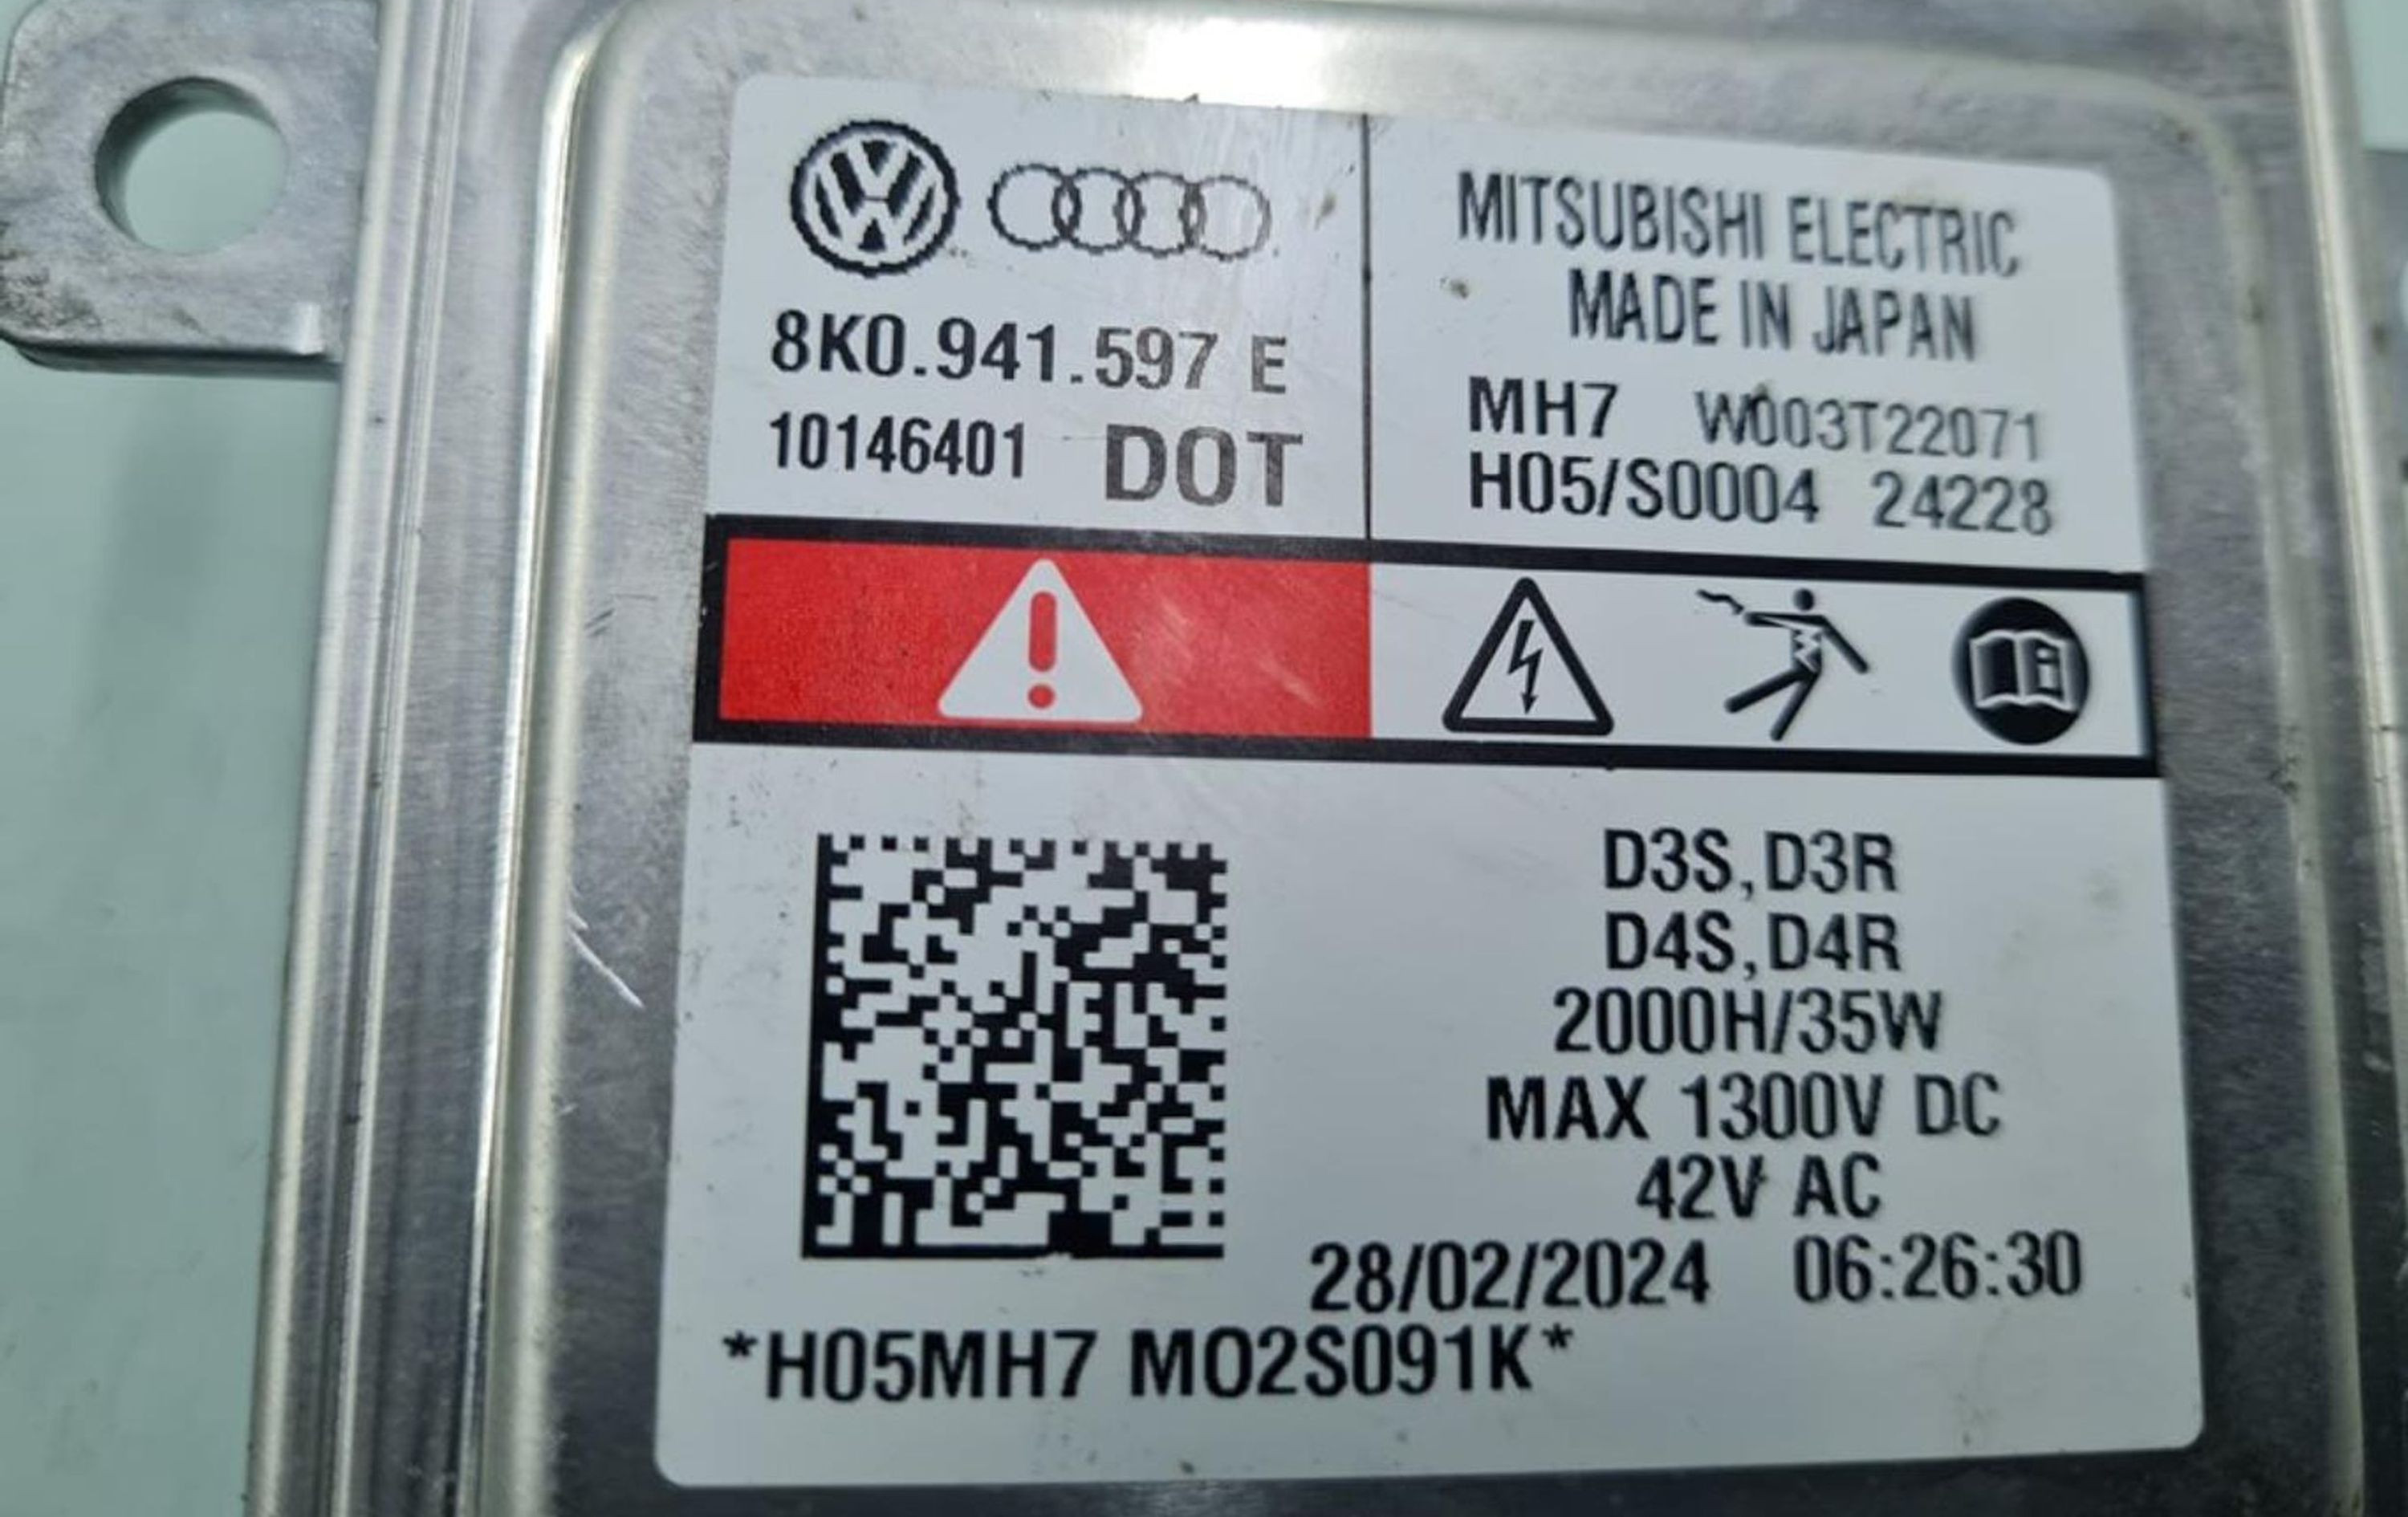 8K0.941.597 E
10146401 DOT
MITSUBISHI ELECTRIC
MADE IN JAPAN
MH7 W003T22071
H05/S0004 24228
D3S,D3R
D4S,D4R
2000H/35W
MAX 1300V DC
42V AC
28/02/2024 06:26:30
*H05MH7 M02S091K*